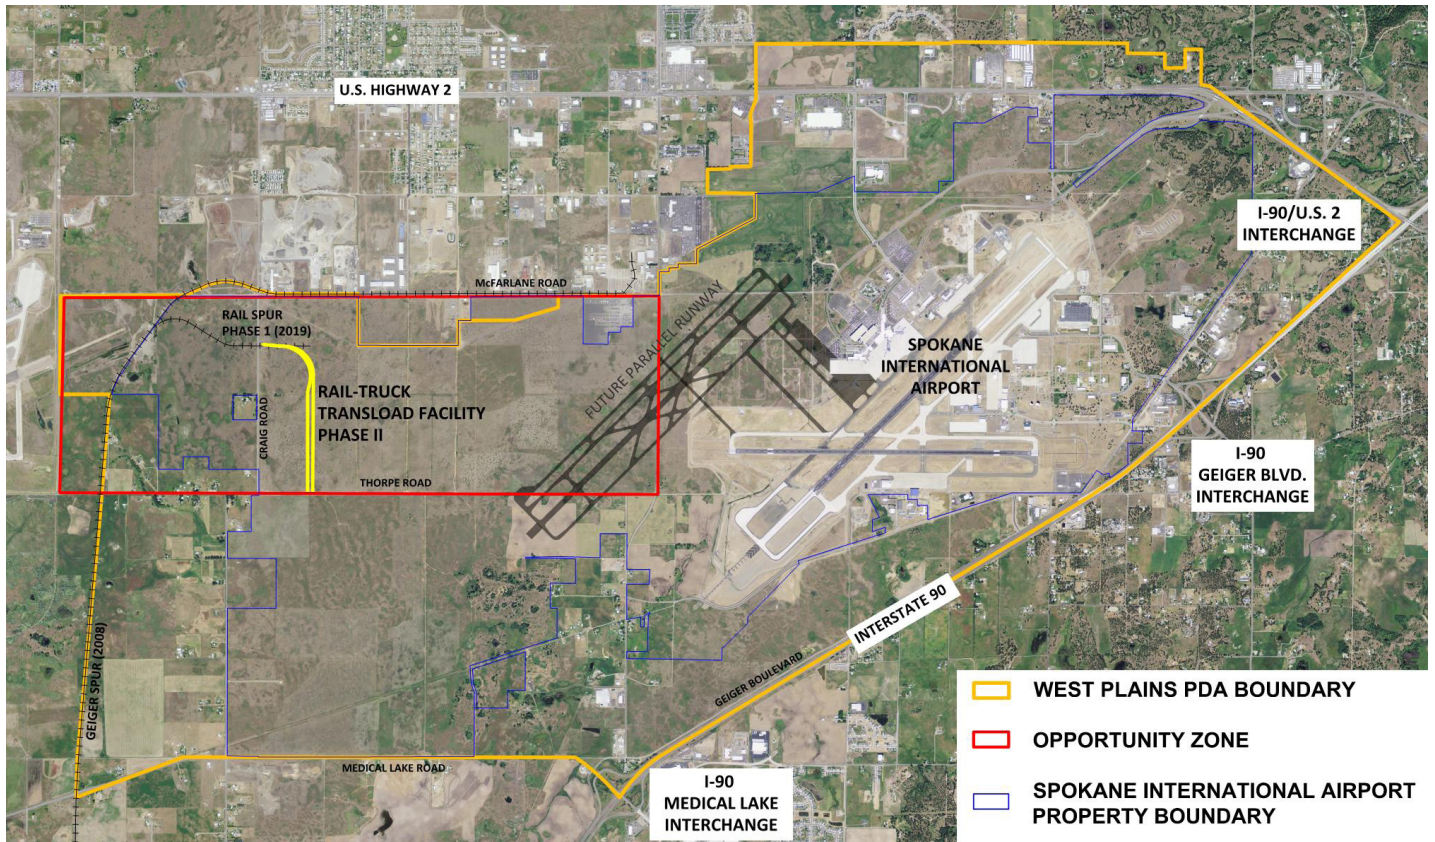 U.S. HIGHWAY 2
I-90/U.S. 2
INTERCHANGE
McFARLANE ROAD
RAIL SPUR
PHASE 1 (2019)
FUTURE PARALLEL RUNWAY
SPOKANE
INTERNATIONAL
AIRPORT
RAIL-TRUCK
TRANSLOAD FACILITY
PHASE II
CRAIG ROAD
THORPE ROAD
I-90
GEIGER BLVD.
INTERCHANGE
INTERSTATE 90
GEIGER SPUR (2008)
GEIGER BOULEVARD
MEDICAL LAKE ROAD
I-90
MEDICAL LAKE
INTERCHANGE
WEST PLAINS PDA BOUNDARY
OPPORTUNITY ZONE
SPOKANE INTERNATIONAL AIRPORT
PROPERTY BOUNDARY